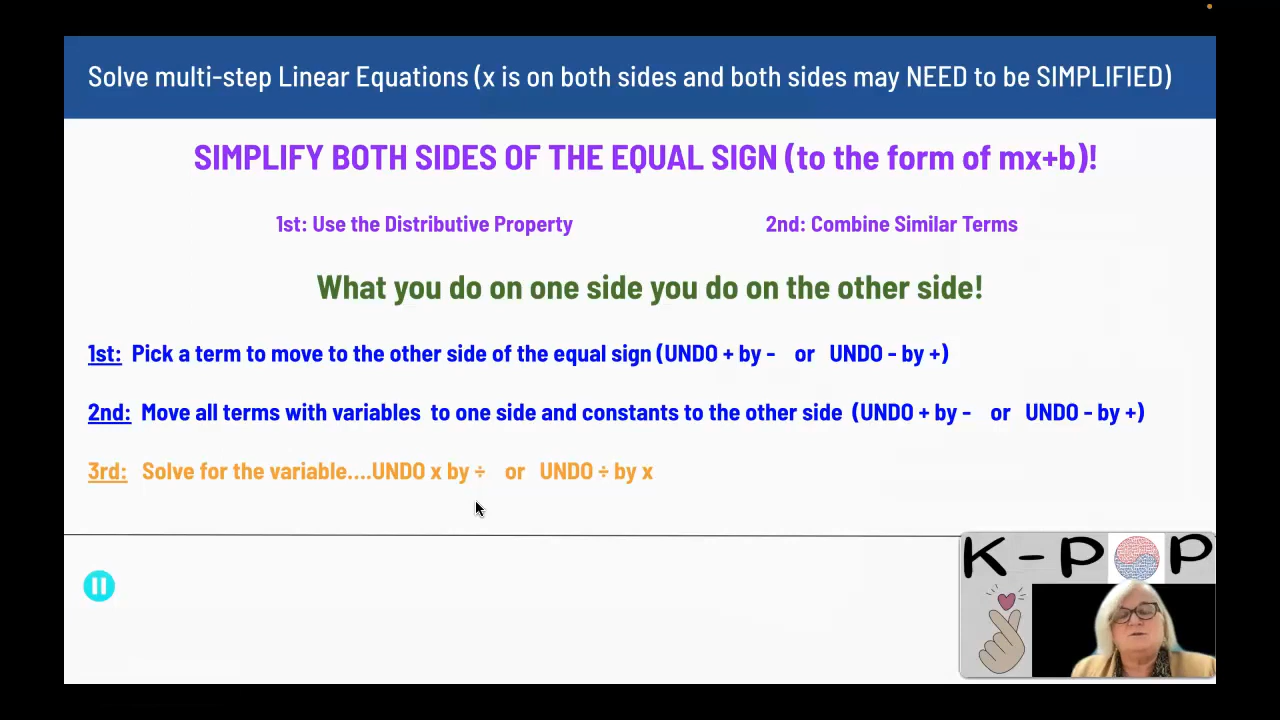 Solve multi-step Linear Equations (x is on both sides and both sides may NEED to be SIMPLIFIED)
SIMPLIFY BOTH SIDES OF THE EQUAL SIGN (to the form of mx+b)!
1st: Use the Distributive Property 2nd: Combine Similar Terms
What you do on one side you do on the other side!
1st: Pick a term to move to the other side of the equal sign (UNDO + by - or UNDO - by +)
2nd: Move all terms with variables to one side and constants to the other side (UNDO + by - or UNDO - by +)
3rd: Solve for the variable....UNDO x by ÷ or UNDO ÷ by x
K-POP